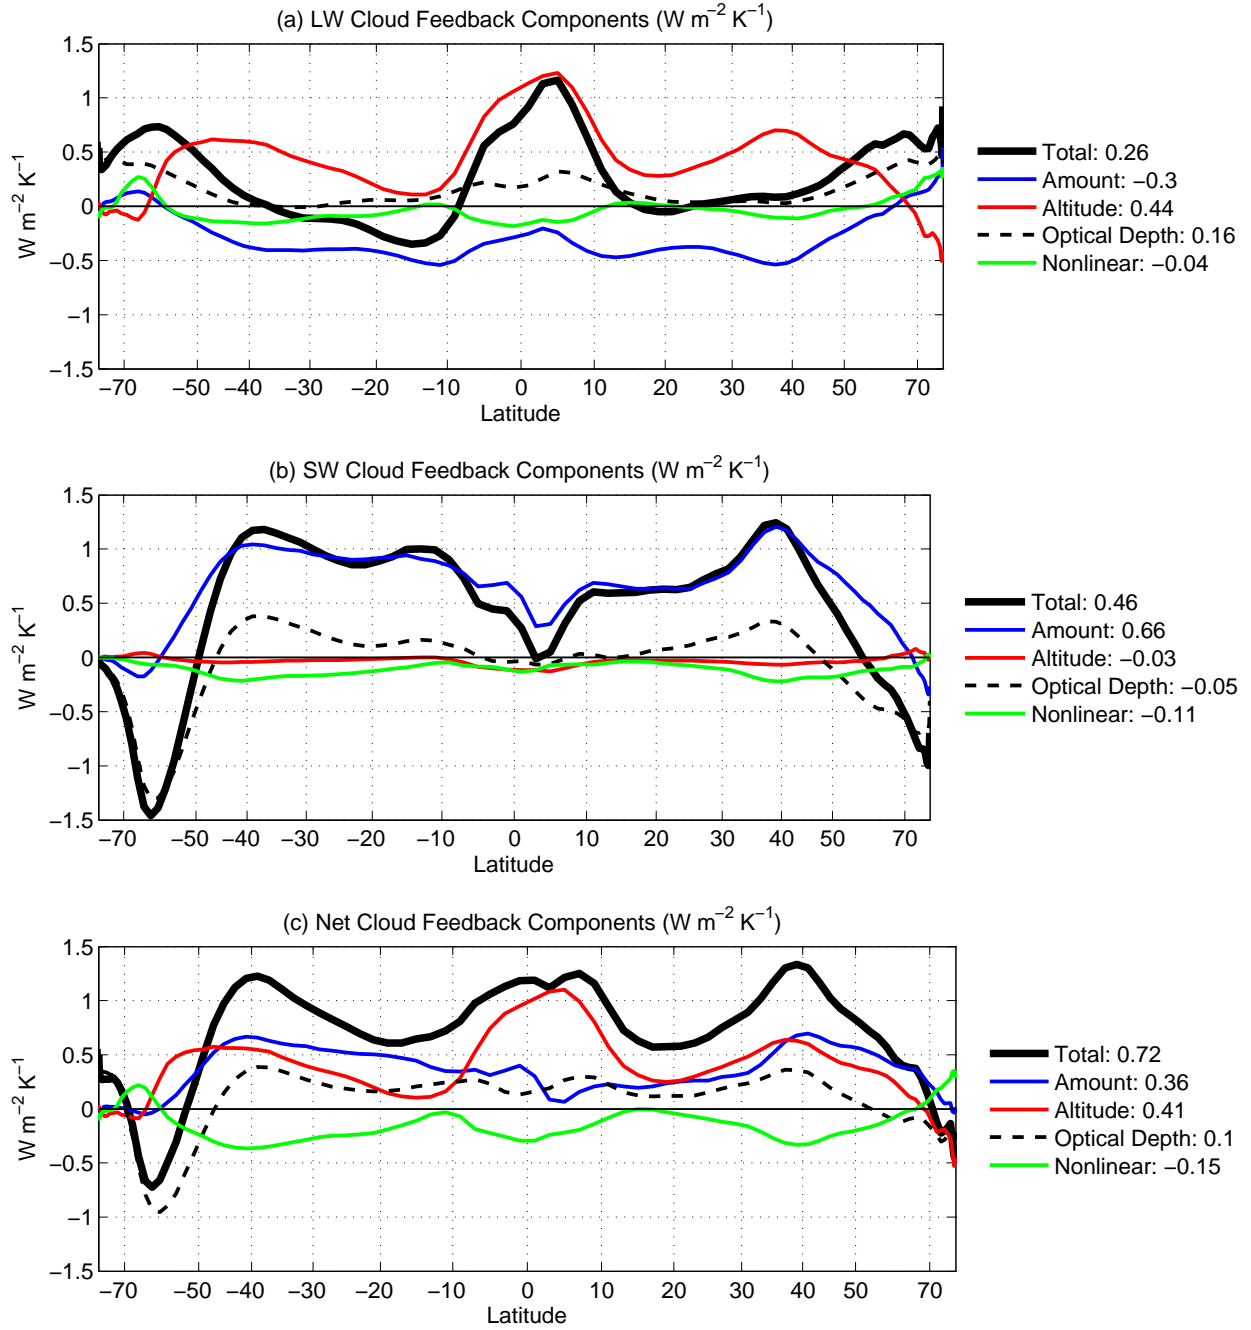 (a) LW Cloud Feedback Components (W m−2 K−1)
1.5
1
0.5
0
−0.5
−1
−1.5
W m−2 K−1
−70 −50 −40 −30 −20 −10 0 10 20 30 40 50 70
Latitude
Total: 0.26
Amount: −0.3
Altitude: 0.44
Optical Depth: 0.16
Nonlinear: −0.04
(b) SW Cloud Feedback Components (W m−2 K−1)
1.5
1
0.5
0
−0.5
−1
−1.5
W m−2 K−1
−70 −50 −40 −30 −20 −10 0 10 20 30 40 50 70
Latitude
Total: 0.46
Amount: 0.66
Altitude: −0.03
Optical Depth: −0.05
Nonlinear: −0.11
(c) Net Cloud Feedback Components (W m−2 K−1)
1.5
1
0.5
0
−0.5
−1
−1.5
W m−2 K−1
−70 −50 −40 −30 −20 −10 0 10 20 30 40 50 70
Latitude
Total: 0.72
Amount: 0.36
Altitude: 0.41
Optical Depth: 0.1
Nonlinear: −0.15